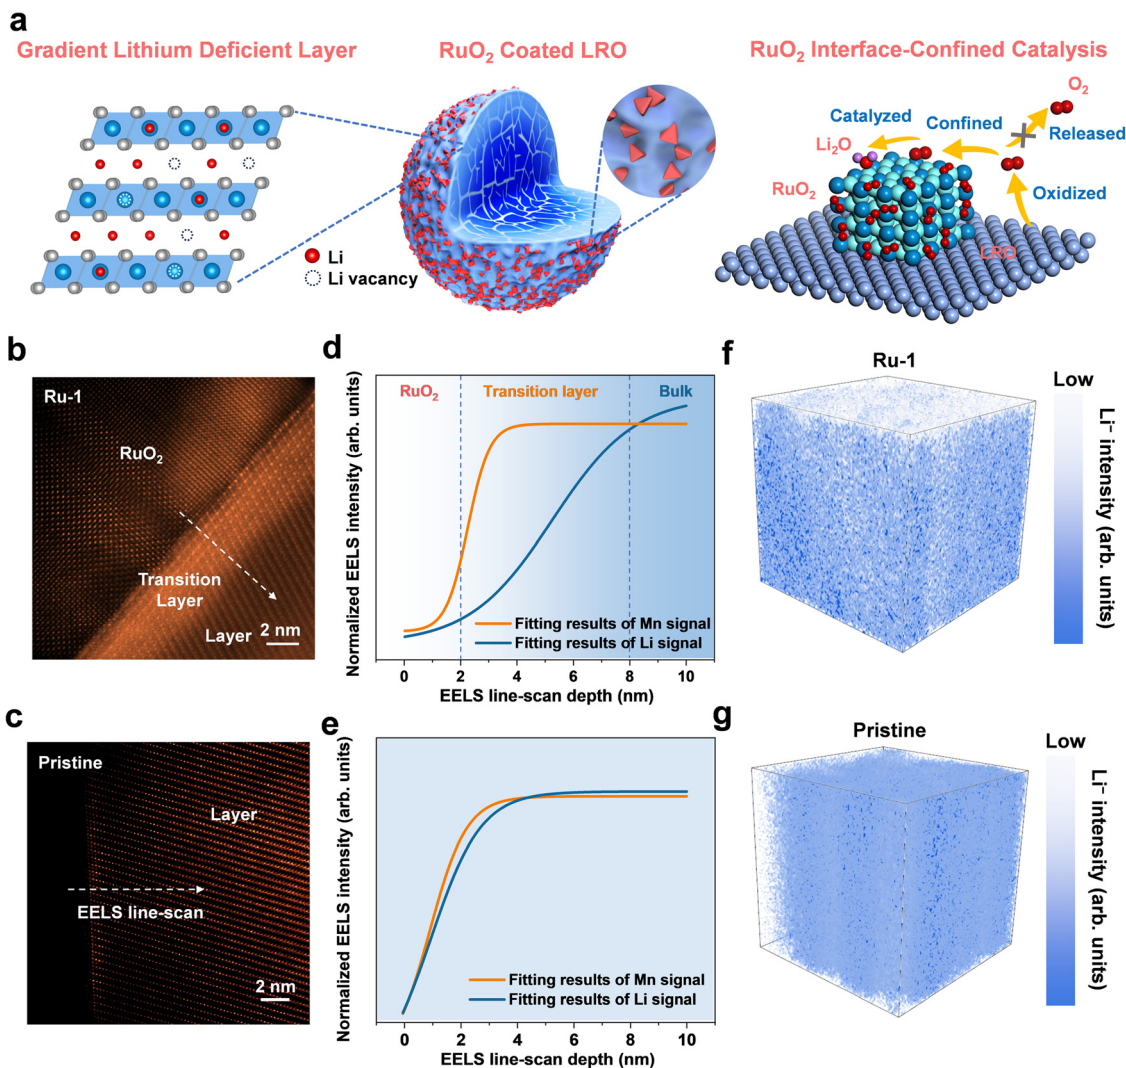 a
Gradient Lithium Deficient Layer
RuO₂ Coated LRO
RuO₂ Interface-Confined Catalysis
Li
Li vacancy
O₂
Catalyzed
Confined
Released
Li₂O
RuO₂
Oxidized
LRO
b
Ru-1
RuO₂
Transition
Layer
Layer
2 nm
d
RuO₂
Transition layer
Bulk
Normalized EELS intensity (arb. units)
Fitting results of Mn signal
Fitting results of Li signal
0 2 4 6 8 10
EELS line-scan depth (nm)
f
Ru-1
Low
Li⁻ intensity (arb. units)
c
Pristine
Layer
EELS line-scan
2 nm
e
Normalized EELS intensity (arb. units)
Fitting results of Mn signal
Fitting results of Li signal
0 2 4 6 8 10
EELS line-scan depth (nm)
g
Pristine
Low
Li⁻ intensity (arb. units)